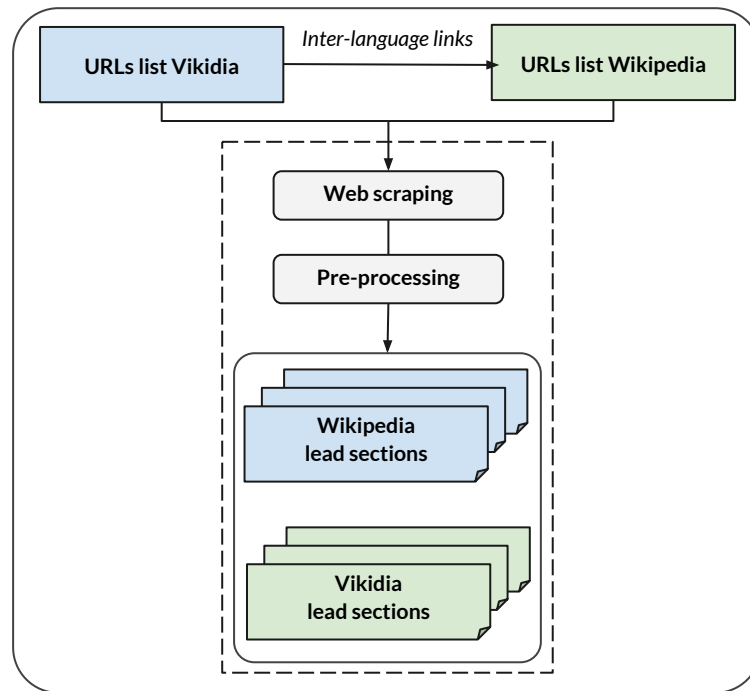 Inter-language links
URLs list Vikidia
URLs list Wikipedia
Web scraping
Pre-processing
Wikipedia
lead sections
Vikidia
lead sections